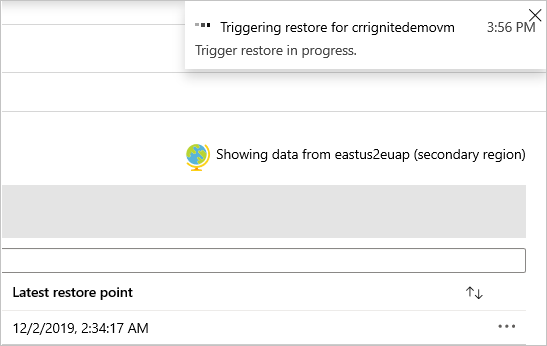 Triggering restore for crrignitedemovm 3:56 PM
Trigger restore in progress.
Showing data from eastus2euap (secondary region)
Latest restore point
12/2/2019, 2:34:17 AM